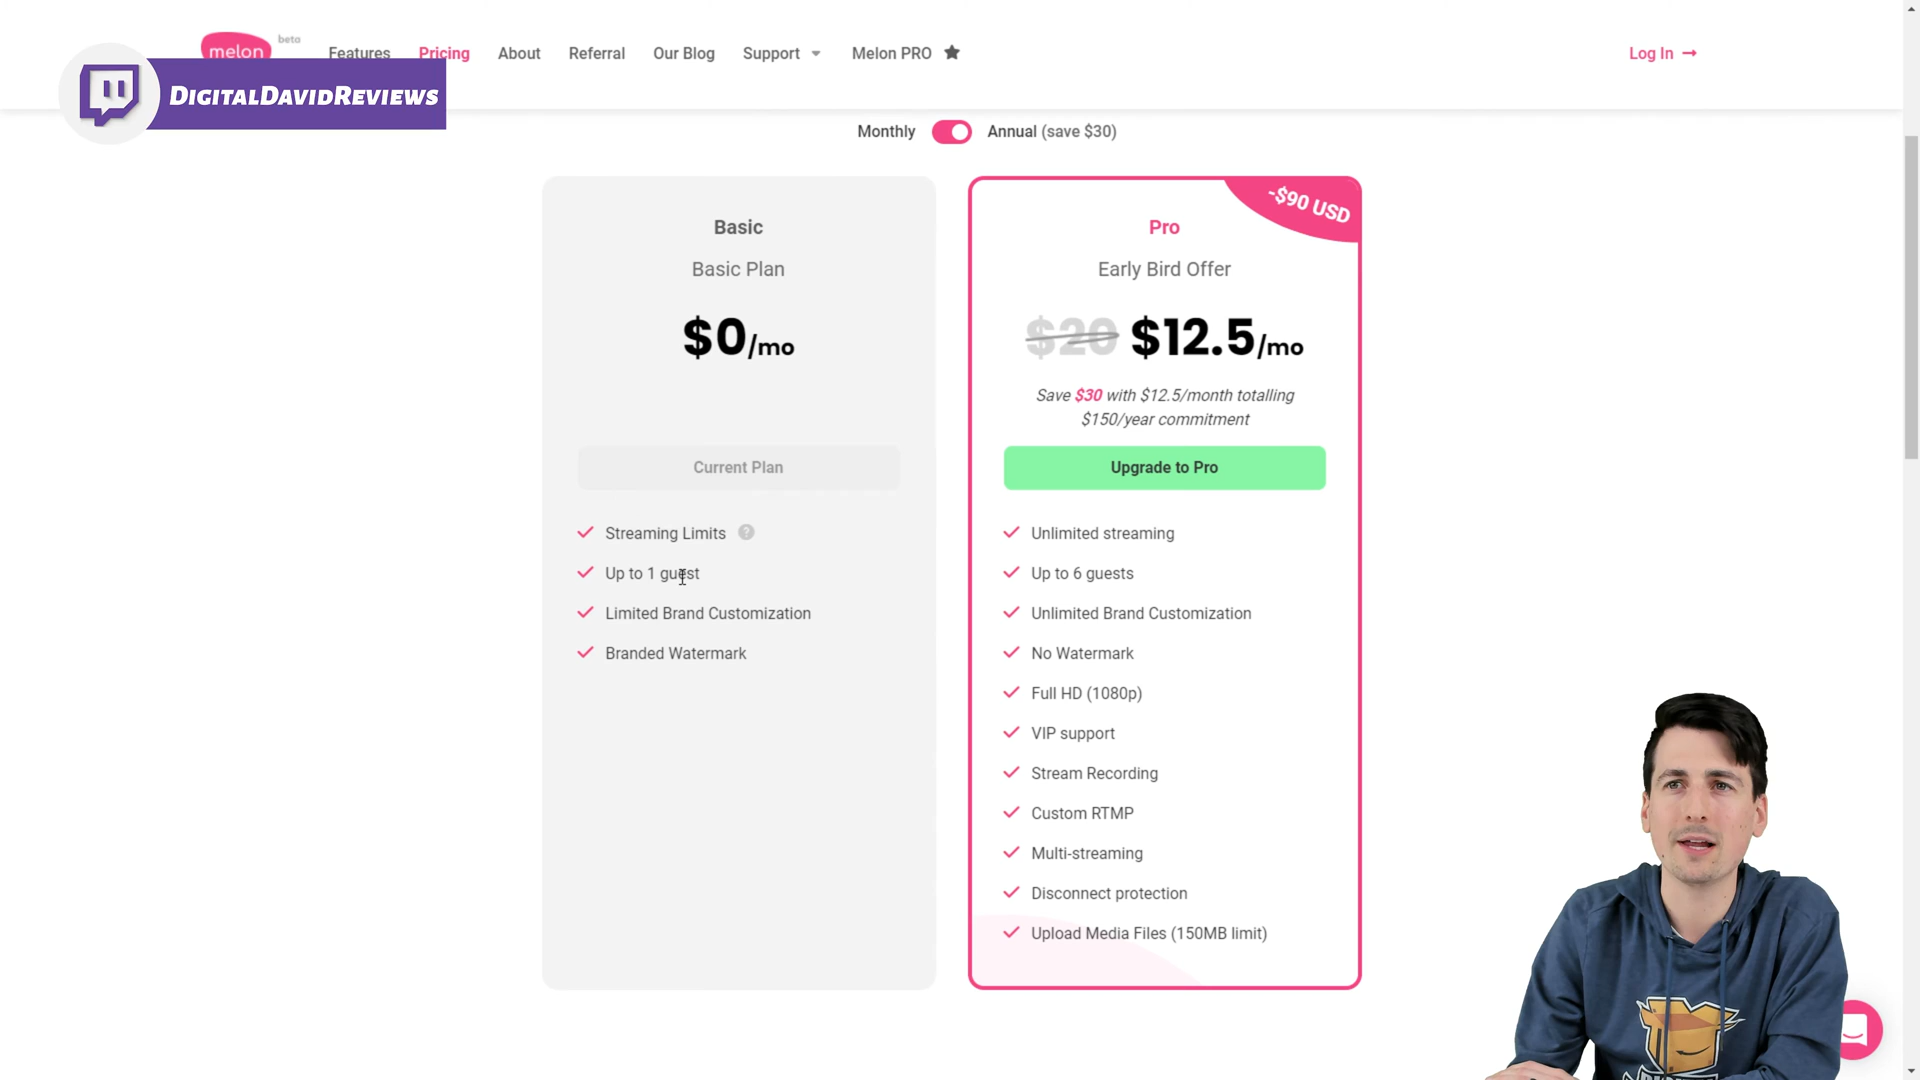 melon beta Features Pricing About Referral Our Blog Support Melon PRO Log In
DigitalDavidReviews
Monthly Annual (save $30)
Basic
Basic Plan
$0/mo
Current Plan
Streaming Limits ?
Up to 1 guest
Limited Brand Customization
Branded Watermark
-$90 USD
Pro
Early Bird Offer
$20 $12.5/mo
Save $30 with $12.5/month totalling
$150/year commitment
Upgrade to Pro
Unlimited streaming
Up to 6 guests
Unlimited Brand Customization
No Watermark
Full HD (1080p)
VIP support
Stream Recording
Custom RTMP
Multi-streaming
Disconnect protection
Upload Media Files (150MB limit)